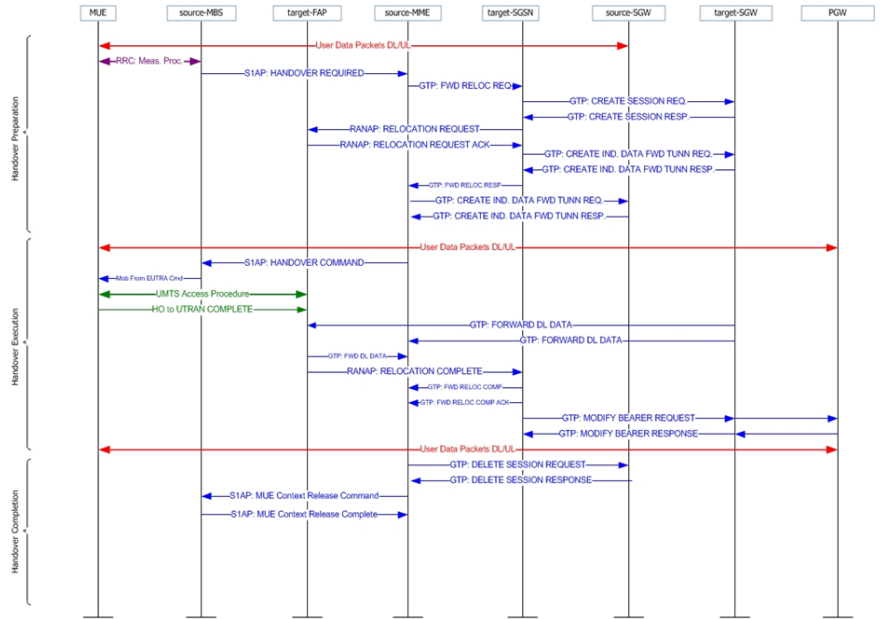 MUE
source-MBS
target-FAP
source-MME
target-SGSN
source-SGW
target-SGW
PGW
Handover Preparation
User Data Packets DL/UL
RRC: Meas. Proc.
S1AP: HANDOVER REQUIRED
GTP: FWD RELOC REQ
GTP: CREATE SESSION REQ.
GTP: CREATE SESSION RESP.
RANAP: RELOCATION REQUEST
RANAP: RELOCATION REQUEST ACK
GTP: CREATE IND. DATA FWD TUNN REQ.
GTP: CREATE IND. DATA FWD TUNN RESP.
GTP: FWD RELOC RESP
GTP: CREATE IND. DATA FWD TUNN REQ.
GTP: CREATE IND. DATA FWD TUNN RESP.
Handover Execution
User Data Packets DL/UL
S1AP: HANDOVER COMMAND
Mob From EUTRA Cmd
UMTS Access Procedure
HO to UTRAN COMPLETE
GTP: FORWARD DL DATA
GTP: FORWARD DL DATA
GTP: FWD DL DATA
RANAP: RELOCATION COMPLETE
GTP: FWD RELOC COMP
GTP: FWD RELOC COMP ACK
GTP: MODIFY BEARER REQUEST
GTP: MODIFY BEARER RESPONSE
User Data Packets DL/UL
Handover Completion
GTP: DELETE SESSION REQUEST
GTP: DELETE SESSION RESPONSE
S1AP: MUE Context Release Command
S1AP: MUE Context Release Complete